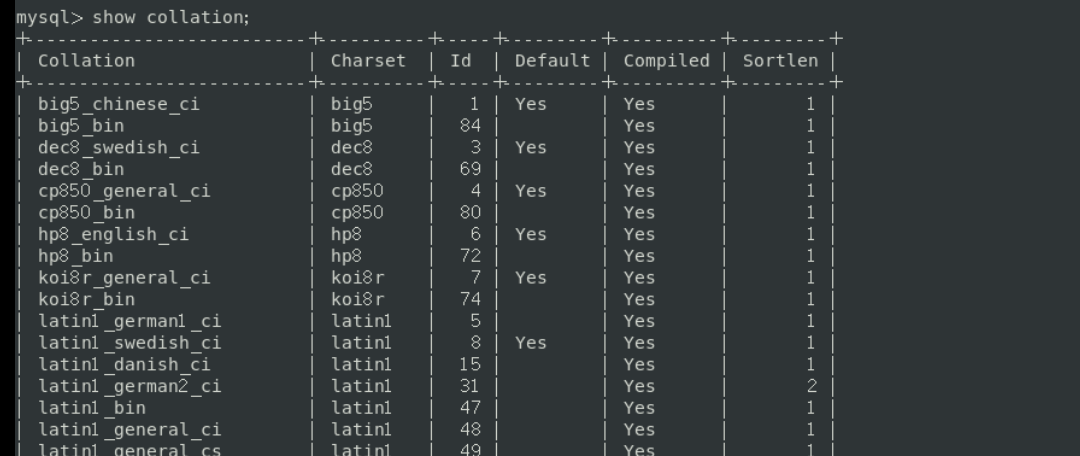 mysql> show collation;
+--------------------------+----------+-----+---------+----------+---------+
| Collation | Charset | Id | Default | Compiled | Sortlen |
+--------------------------+----------+-----+---------+----------+---------+
| big5_chinese_ci | big5 | 1 | Yes | Yes | 1 |
| big5_bin | big5 | 84 | | Yes | 1 |
| dec8_swedish_ci | dec8 | 3 | Yes | Yes | 1 |
| dec8_bin | dec8 | 69 | | Yes | 1 |
| cp850_general_ci | cp850 | 4 | Yes | Yes | 1 |
| cp850_bin | cp850 | 80 | | Yes | 1 |
| hp8_english_ci | hp8 | 6 | Yes | Yes | 1 |
| hp8_bin | hp8 | 72 | | Yes | 1 |
| koi8r_general_ci | koi8r | 7 | Yes | Yes | 1 |
| koi8r_bin | koi8r | 74 | | Yes | 1 |
| latin1_german1_ci | latin1 | 5 | | Yes | 1 |
| latin1_swedish_ci | latin1 | 8 | Yes | Yes | 1 |
| latin1_danish_ci | latin1 | 15 | | Yes | 1 |
| latin1_german2_ci | latin1 | 31 | | Yes | 2 |
| latin1_bin | latin1 | 47 | | Yes | 1 |
| latin1_general_ci | latin1 | 48 | | Yes | 1 |
| latin1_general_cs | latin1 | 49 | | Yes | 1 |